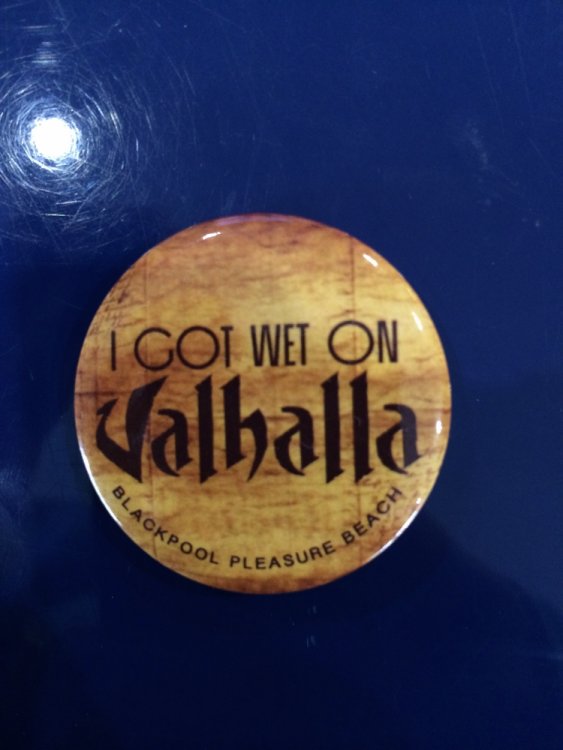 I GOT WET ON
Valhalla
BLACKPOOL PLEASURE BEACH